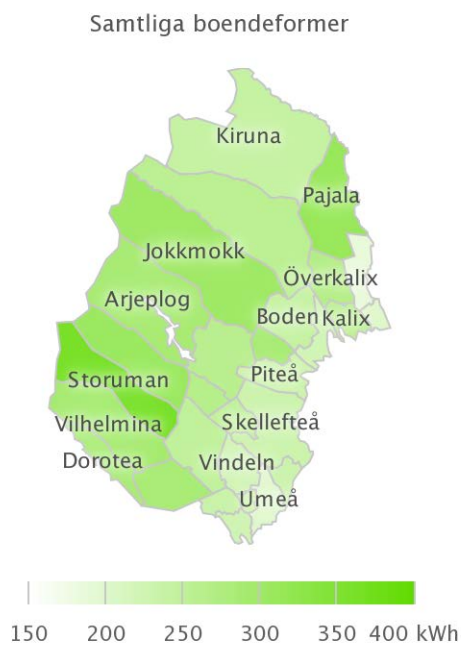 Samtliga boendeformer
Kiruna
Pajala
Jokkmokk
Överkalix
Arjeplog
Boden Kalix
Piteå
Storuman
Skellefteå
Vilhelmina
Dorotea
Vindeln
Umeå
150 200 250 300 350 400 kWh